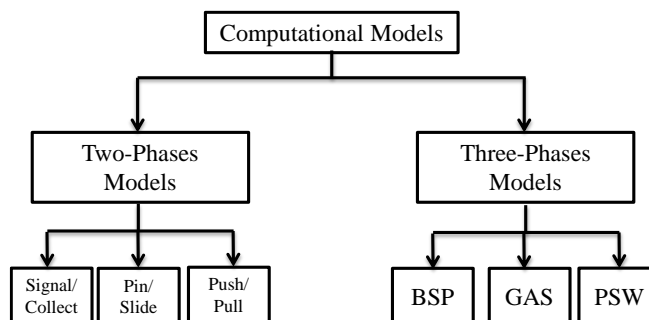 Computational Models
Two-Phases
Models
Three-Phases
Models
Signal/
Collect
Pin/
Slide
Push/
Pull
BSP
GAS
PSW